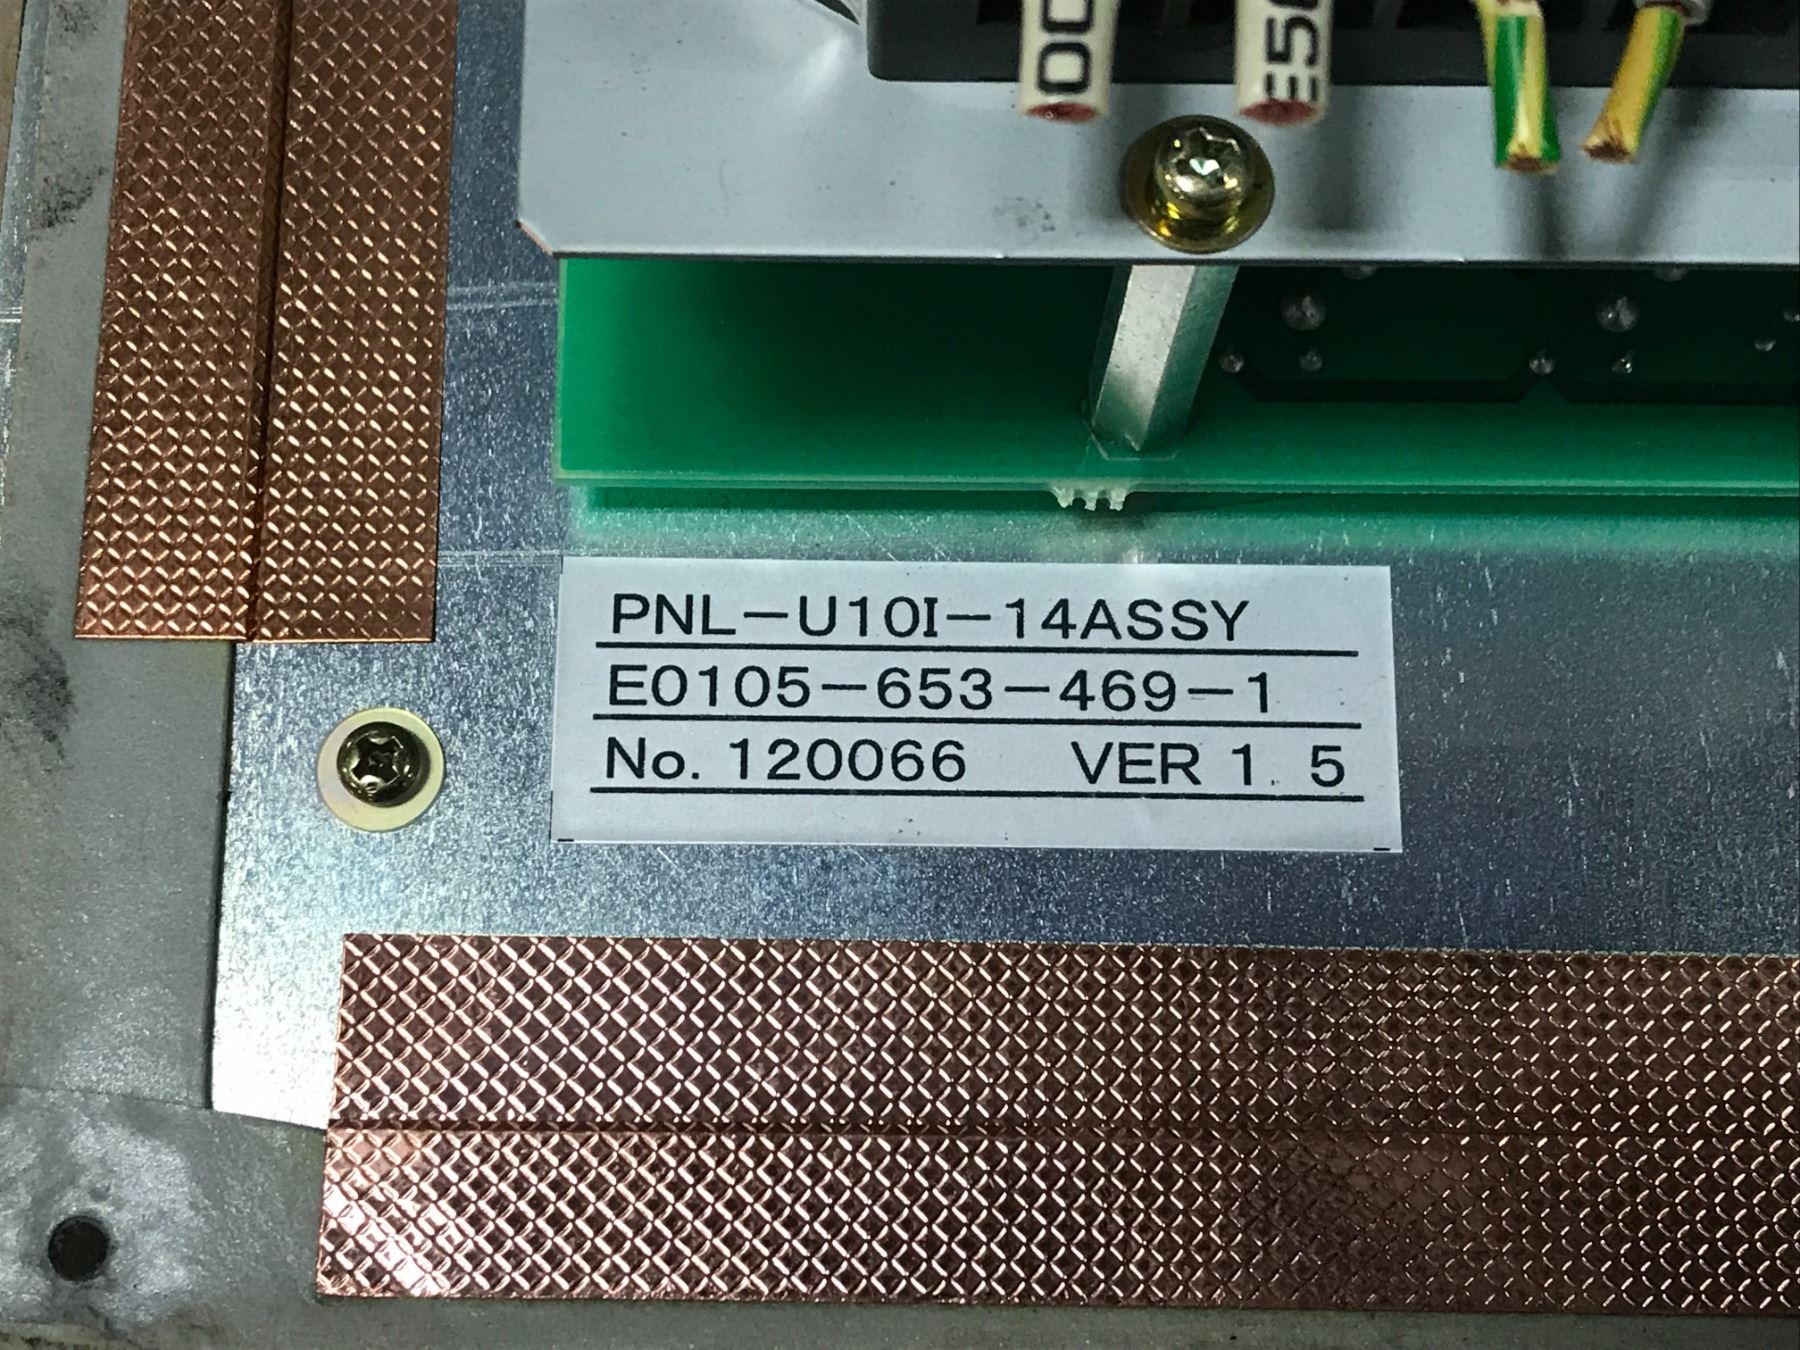 PNL-U10I-14ASSY
E0105-653-469-1
No. 120066 VER 1. 5